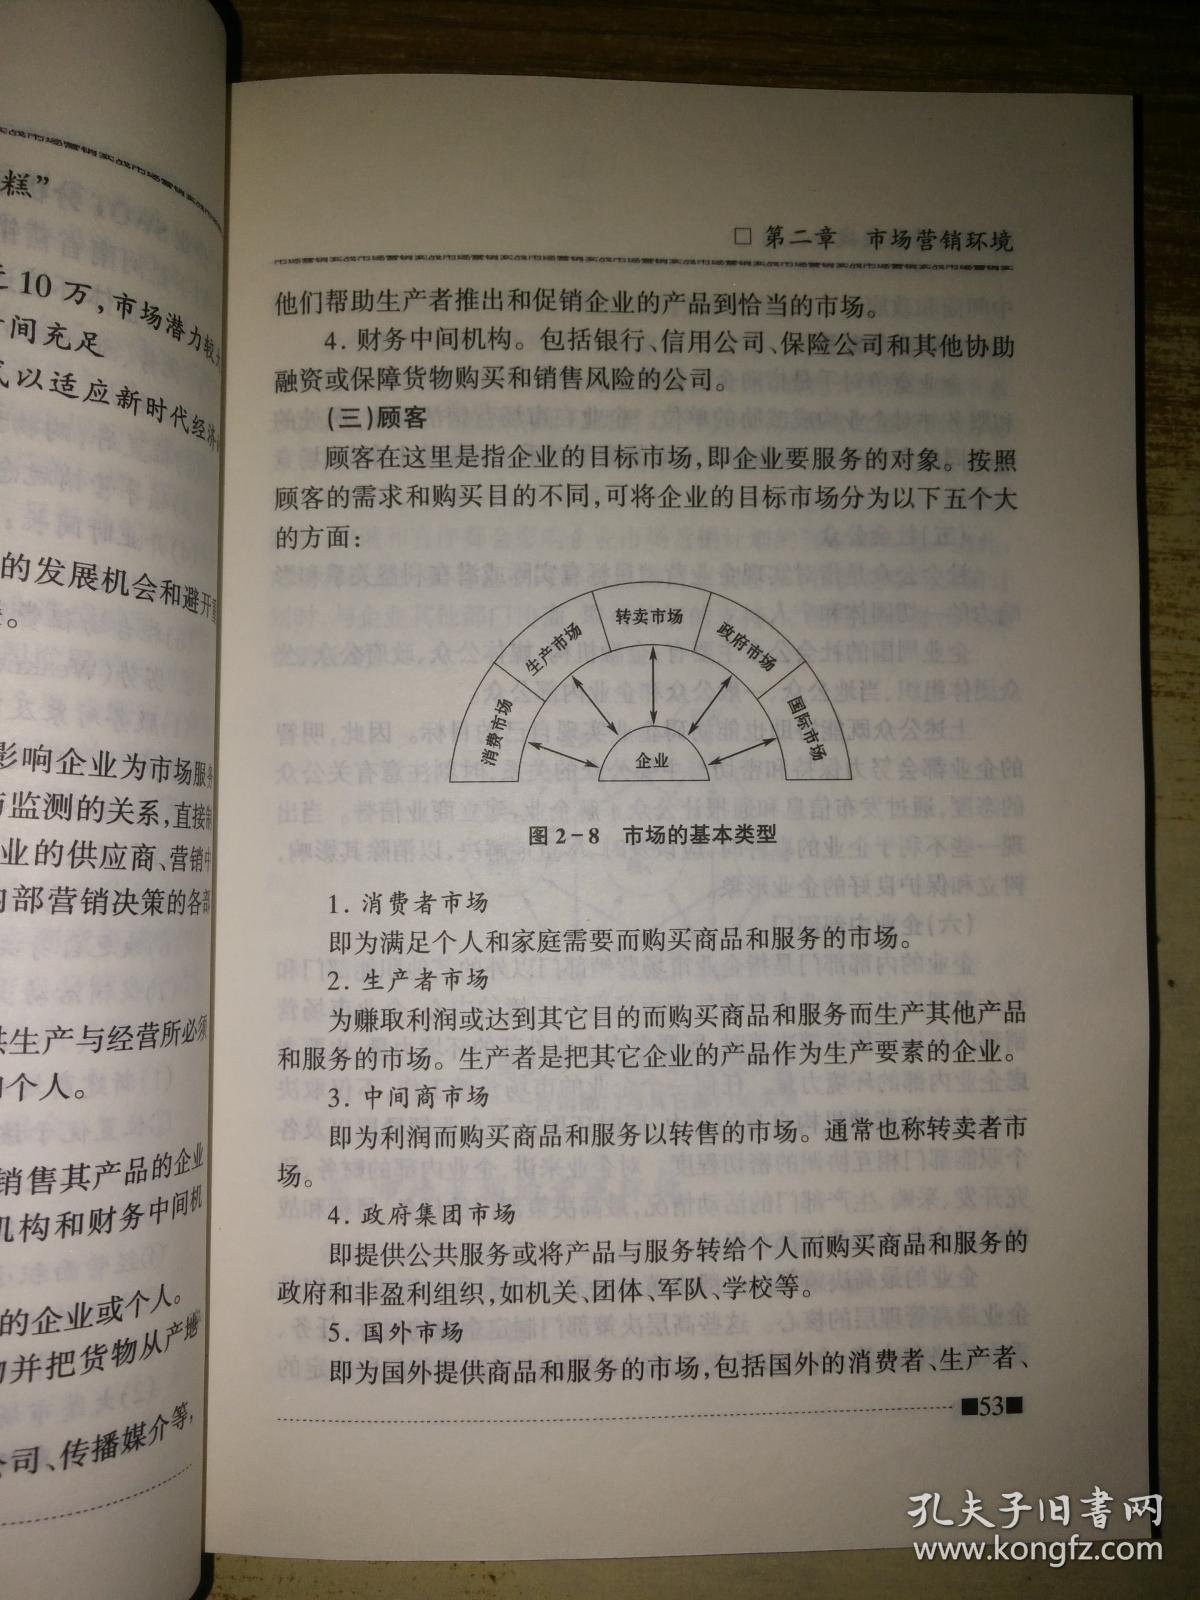 糕”
10万,市场潜力较
间充足
以适应新时代经济
的发展机会和避开
影响企业为市场服务
监测的关系,直接制
业的供应商、营销中
内部营销决策的各部
生产与经营所必须
个人。
销售其产品的企业
机构和财务中间机
的企业或个人。
并把货物从产地
公司、传播媒介等,
□ 第二章 市场营销环境
他们帮助生产者推出和促销企业的产品到恰当的市场。
4. 财务中间机构。包括银行、信用公司、保险公司和其他协助
融资或保障货物购买和销售风险的公司。
(三)顾客
顾客在这里是指企业的目标市场,即企业要服务的对象。按照
顾客的需求和购买目的不同,可将企业的目标市场分为以下五个大
的方面:
消费市场
生产市场
转卖市场
政府市场
国际市场
企业
图2-8 市场的基本类型
1. 消费者市场
即为满足个人和家庭需要而购买商品和服务的市场。
2. 生产者市场
为赚取利润或达到其它目的而购买商品和服务而生产其他产品
和服务的市场。生产者是把其它企业的产品作为生产要素的企业。
3. 中间商市场
即为利润而购买商品和服务以转售的市场。通常也称转卖者市
场。
4. 政府集团市场
即提供公共服务或将产品与服务转给个人而购买商品和服务的
政府和非盈利组织,如机关、团体、军队、学校等。
5. 国外市场
即为国外提供商品和服务的市场,包括国外的消费者、生产者、
■53■
孔夫子旧书网
www.kongfz.com